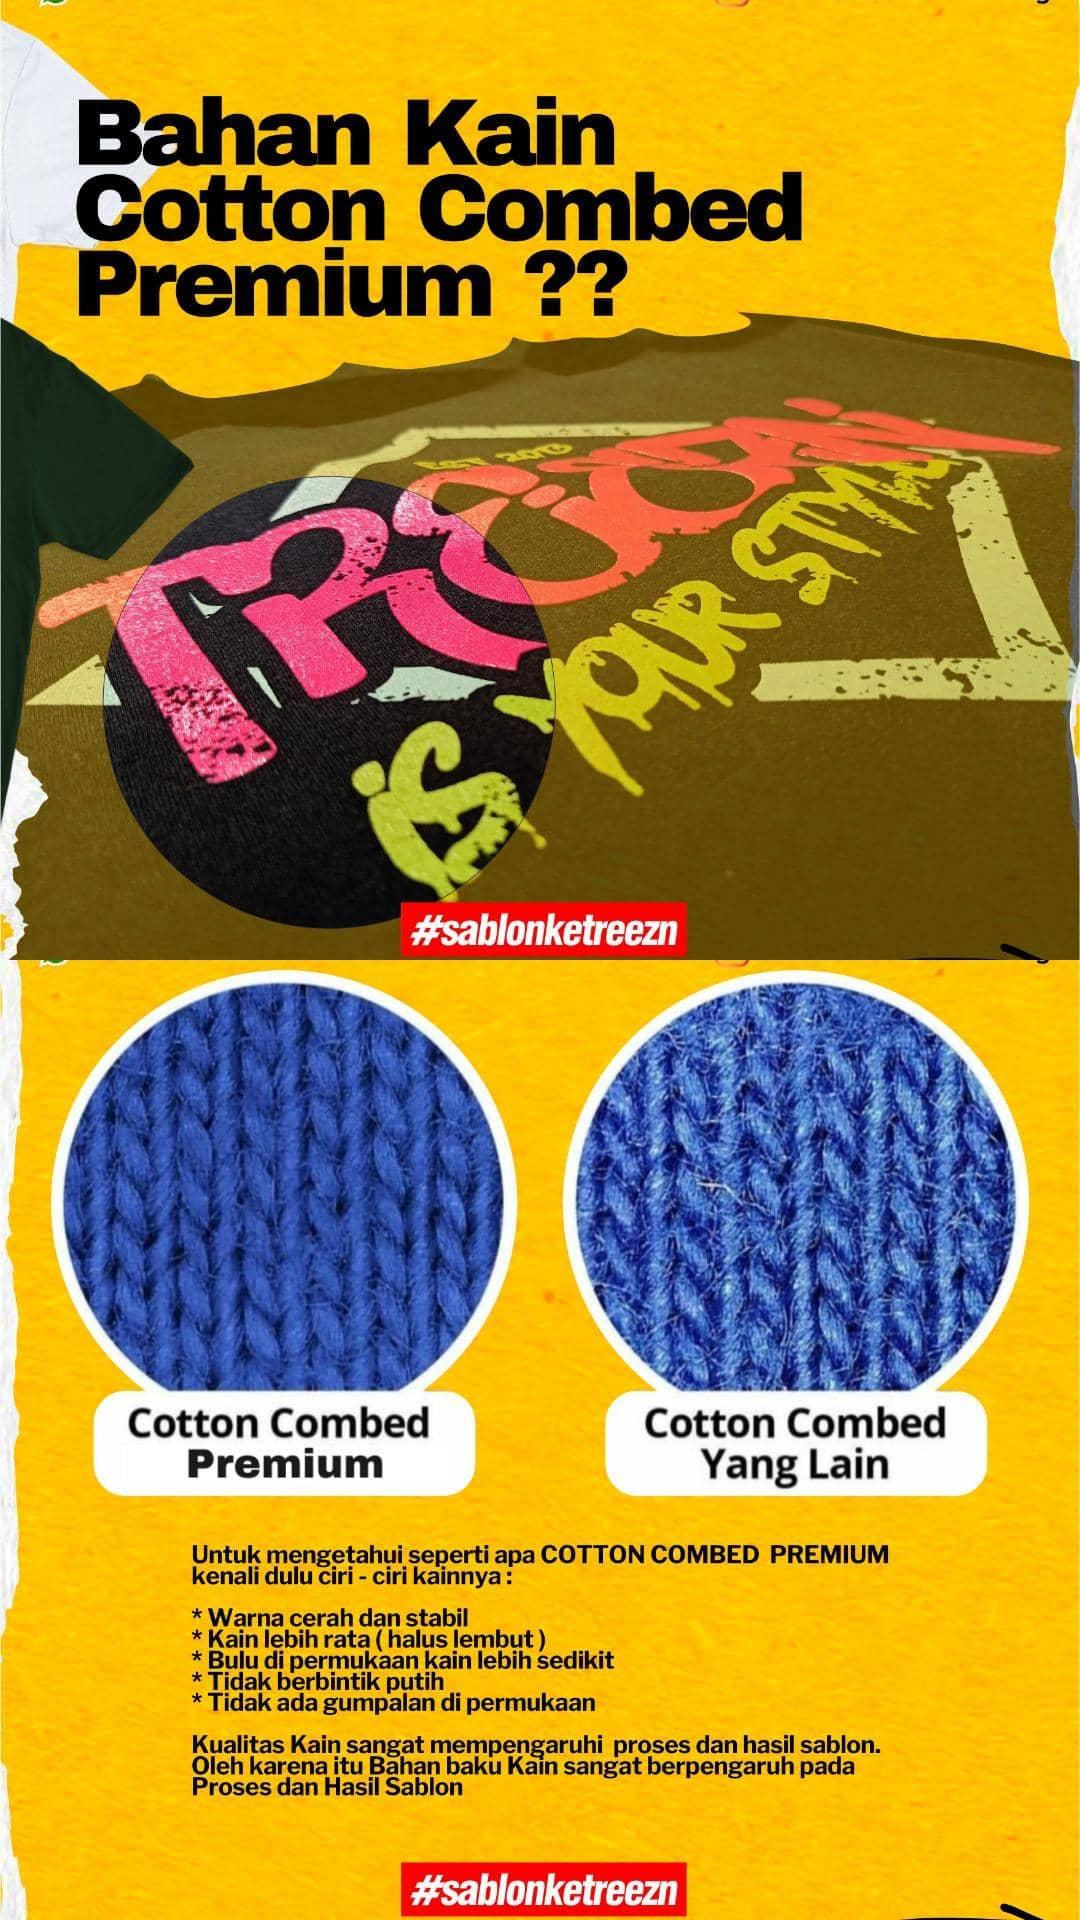 Bahan Kain
Cotton Combed
Premium ??
EST 2013
IS YOUR STYLE
#sablonketreezn
Cotton Combed
Premium
Cotton Combed
Yang Lain
Untuk mengetahui seperti apa COTTON COMBED PREMIUM
kenali dulu ciri - ciri kainnya :
* Warna cerah dan stabil
* Kain lebih rata ( halus lembut )
* Bulu di permukaan kain lebih sedikit
* Tidak berbintik putih
* Tidak ada gumpalan di permukaan
Kualitas Kain sangat mempengaruhi proses dan hasil sablon.
Oleh karena itu Bahan baku Kain sangat berpengaruh pada
Proses dan Hasil Sablon
#sablonketreezn